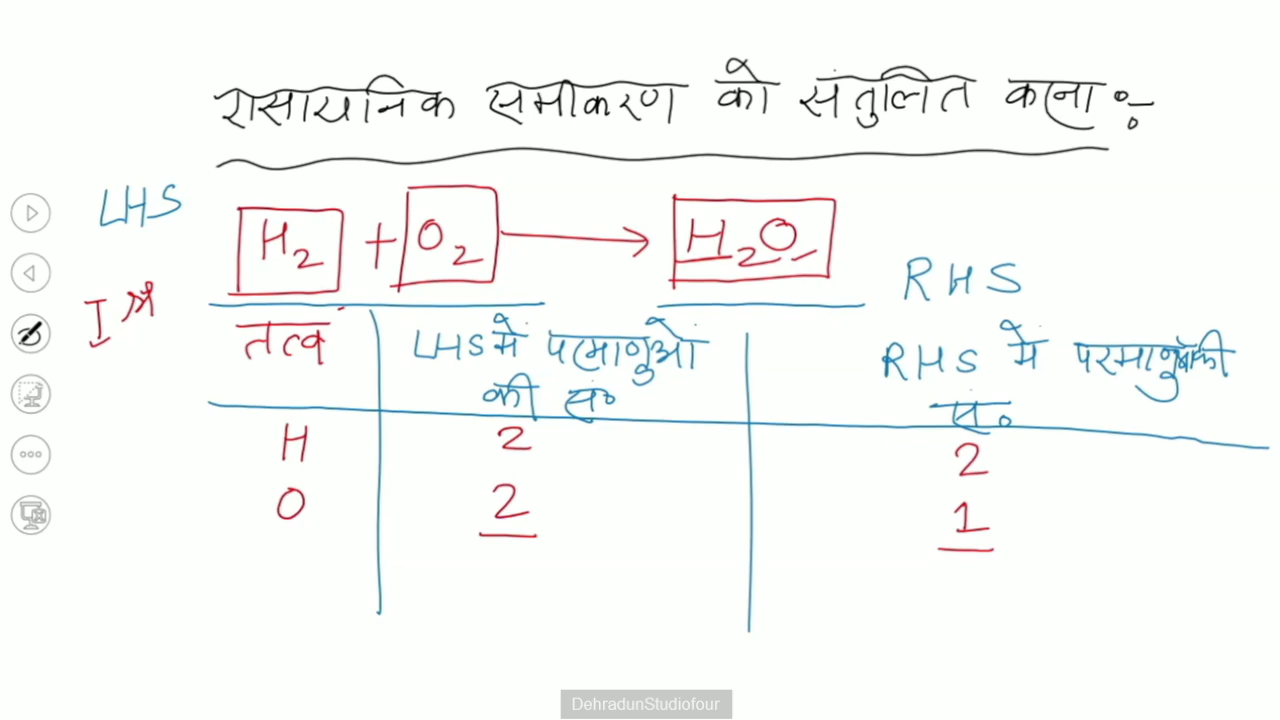 रासायनिक समीकरण को संतुलित करना :
LHS
H₂ + O₂ → H₂O
RHS
I
तत्व
LHS में परमाणुओं की सं०
RHS में परमाणुओं की सं.
H 2 2
O 2 1
DehradunStudiofour